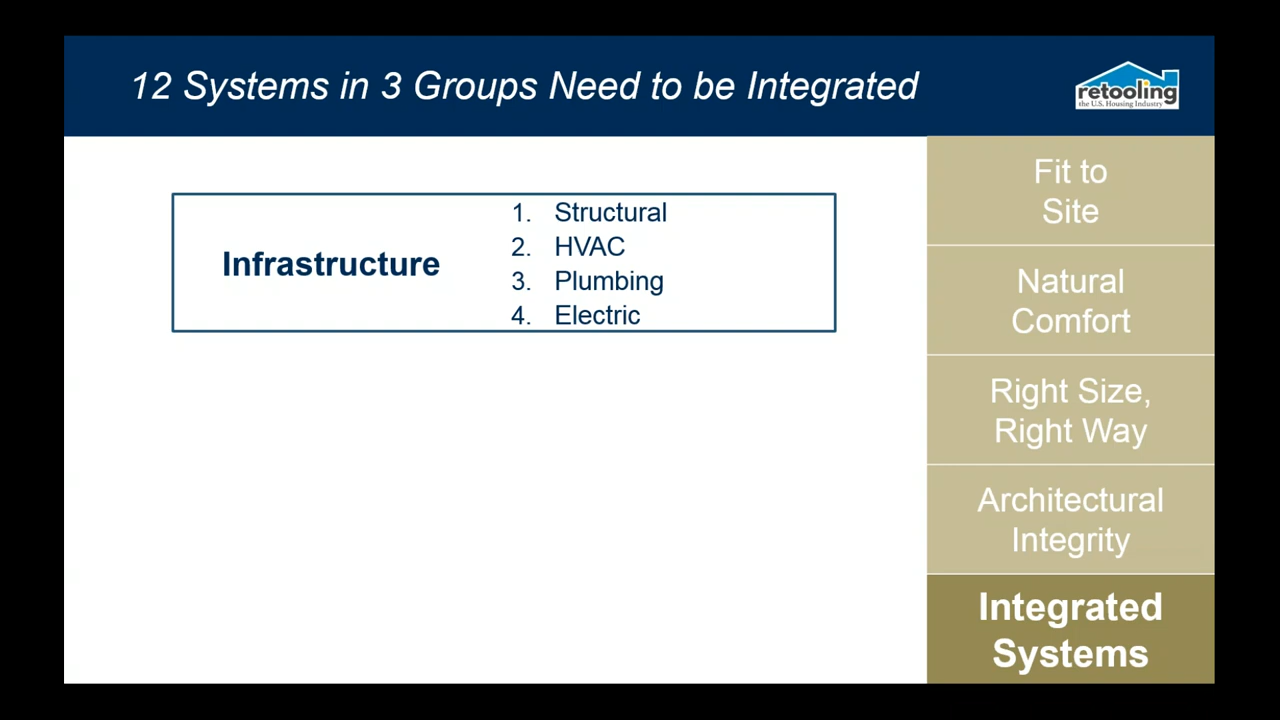 12 Systems in 3 Groups Need to be Integrated
retooling
the U.S. Housing Industry
Infrastructure
1. Structural
2. HVAC
3. Plumbing
4. Electric
Fit to
Site
Natural
Comfort
Right Size,
Right Way
Architectural
Integrity
Integrated
Systems